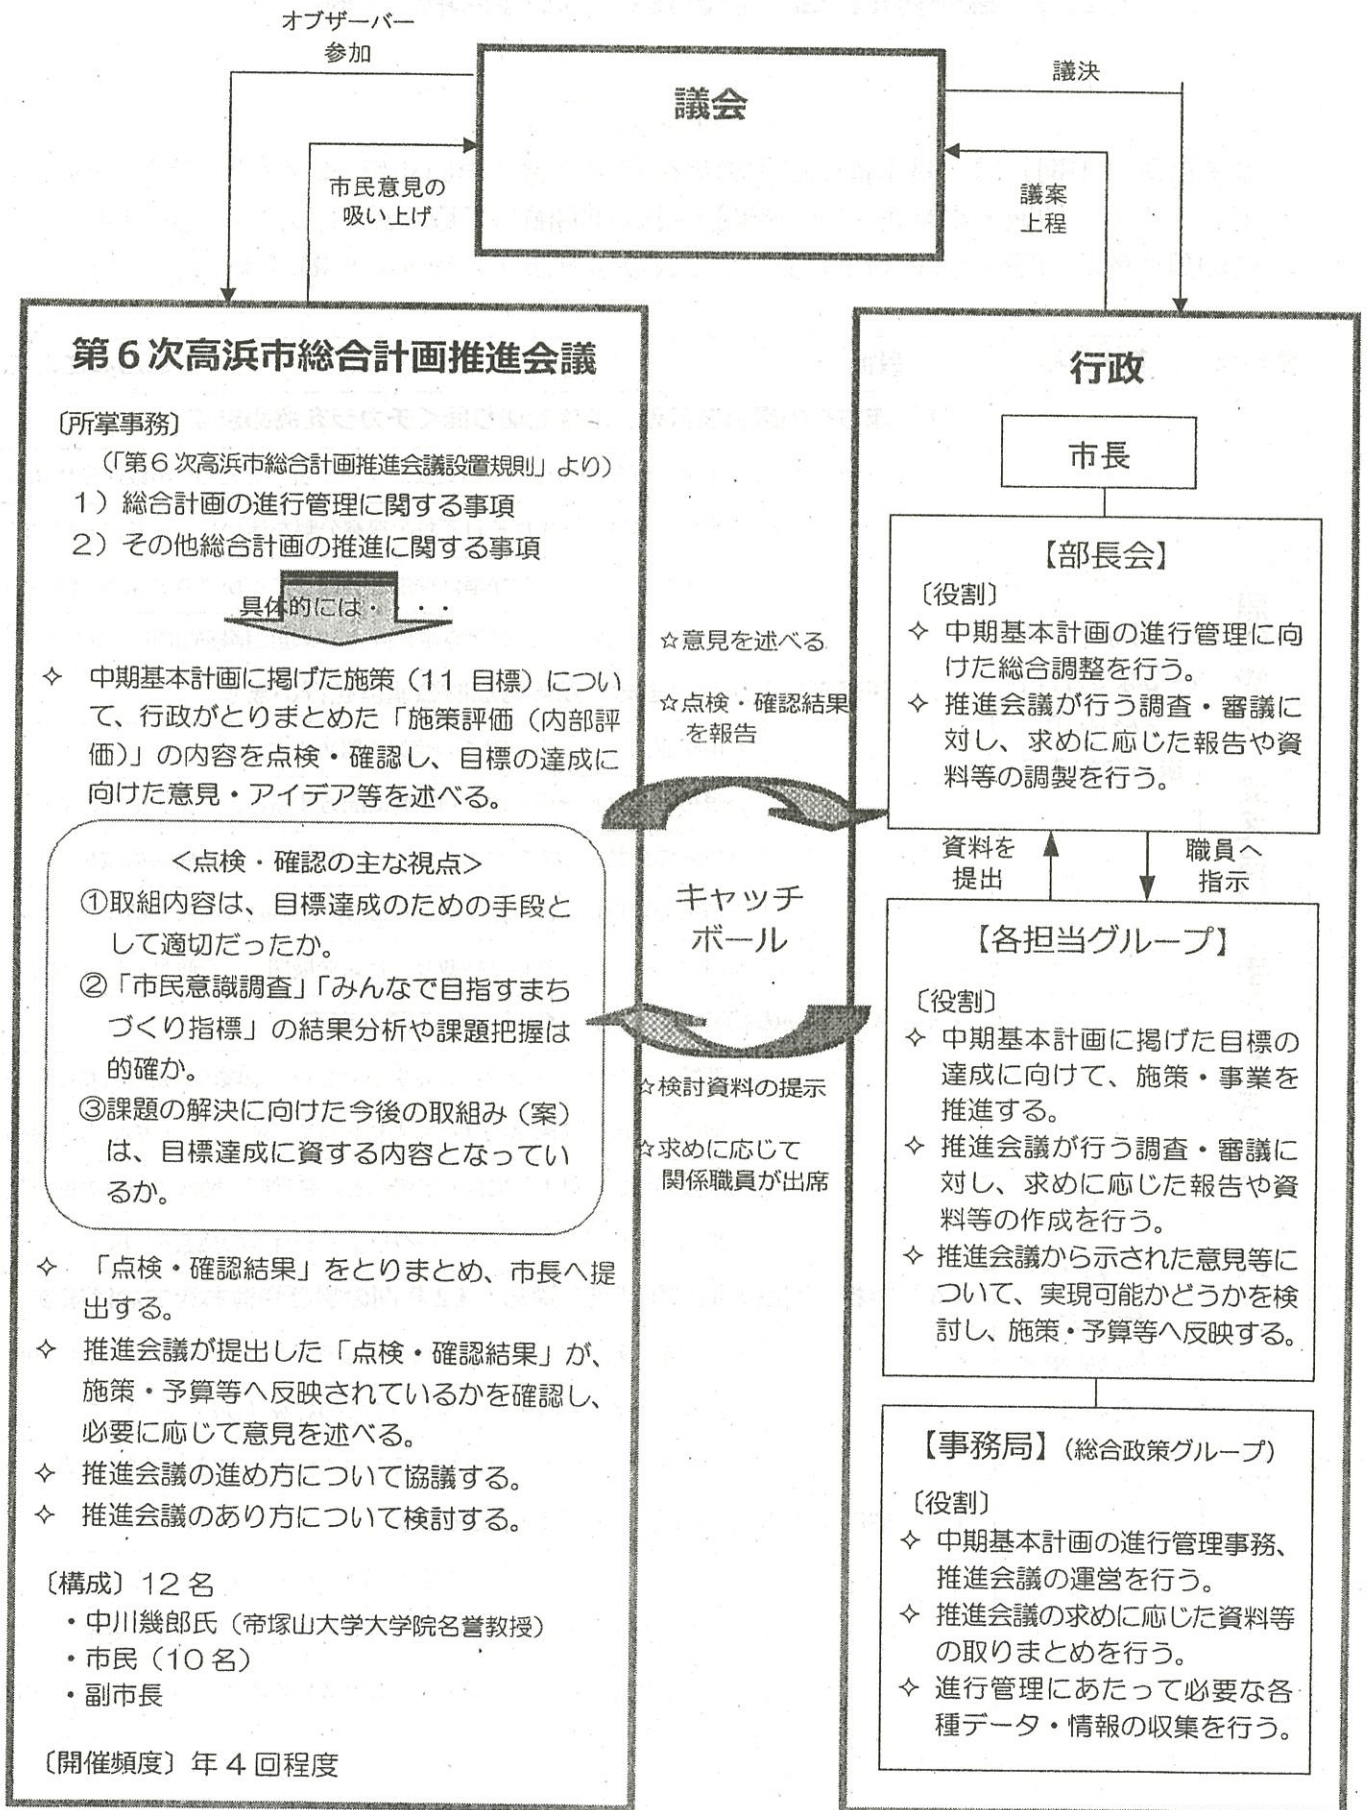 オブザーバー
参加
議会
議決
市民意見の
吸い上げ
議案
上程
第6次高浜市総合計画推進会議
〔所掌事務〕
（「第6次高浜市総合計画推進会議設置規則」より）
1）総合計画の進行管理に関する事項
2）その他総合計画の推進に関する事項
具体的には・・・・
✧ 中期基本計画に掲げた施策（11 目標）につい
て、行政がとりまとめた「施策評価（内部評
価）」の内容を点検・確認し、目標の達成に
向けた意見・アイデア等を述べる。
＜点検・確認の主な視点＞
①取組内容は、目標達成のための手段と
して適切だったか。
②「市民意識調査」「みんなで目指すまち
づくり指標」の結果分析や課題把握は
的確か。
③課題の解決に向けた今後の取組み（案）
は、目標達成に資する内容となってい
るか。
✧ 「点検・確認結果」をとりまとめ、市長へ提
出する。
✧ 推進会議が提出した「点検・確認結果」が、
施策・予算等へ反映されているかを確認し、
必要に応じて意見を述べる。
✧ 推進会議の進め方について協議する。
✧ 推進会議のあり方について検討する。
〔構成〕12名
・中川幾郎氏（帝塚山大学大学院名誉教授）
・市民（10名）
・副市長
〔開催頻度〕年4回程度
☆意見を述べる
☆点検・確認結果
を報告
キャッチ
ボール
☆検討資料の提示
☆求めに応じて
関係職員が出席
行政
市長
【部長会】
〔役割〕
✧ 中期基本計画の進行管理に向
けた総合調整を行う。
✧ 推進会議が行う調査・審議に
対し、求めに応じた報告や資
料等の調製を行う。
資料を
提出
職員へ
指示
【各担当グループ】
〔役割〕
✧ 中期基本計画に掲げた目標の
達成に向けて、施策・事業を
推進する。
✧ 推進会議が行う調査・審議に
対し、求めに応じた報告や資
料等の作成を行う。
✧ 推進会議から示された意見等に
ついて、実現可能かどうかを検
討し、施策・予算等へ反映する。
【事務局】（総合政策グループ）
〔役割〕
✧ 中期基本計画の進行管理事務、
推進会議の運営を行う。
✧ 推進会議の求めに応じた資料等
の取りまとめを行う。
✧ 進行管理にあたって必要な各
種データ・情報の収集を行う。